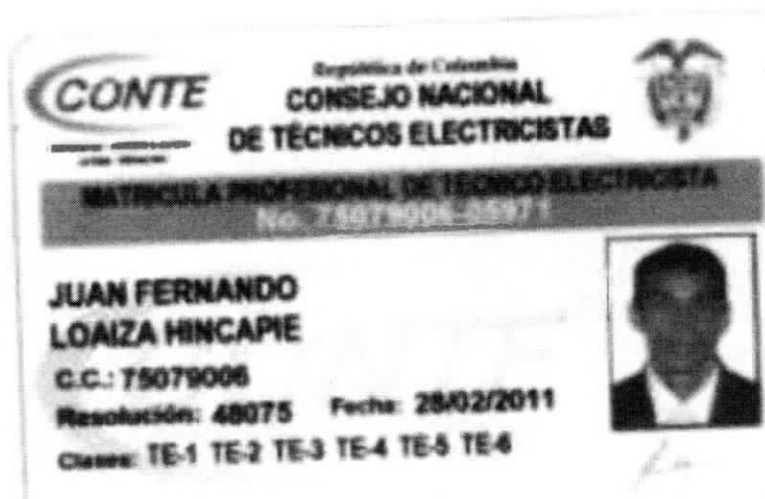 CONTE
República de Colombia
CONSEJO NACIONAL
DE TÉCNICOS ELECTRICISTAS
MATRICULA PROFESIONAL DE TECNICO ELECTRICISTA
No. 75079006-05971
JUAN FERNANDO
LOAIZA HINCAPIE
C.C.: 75079006
Resolución: 48075 Fecha: 28/02/2011
Clases: TE-1 TE-2 TE-3 TE-4 TE-5 TE-6